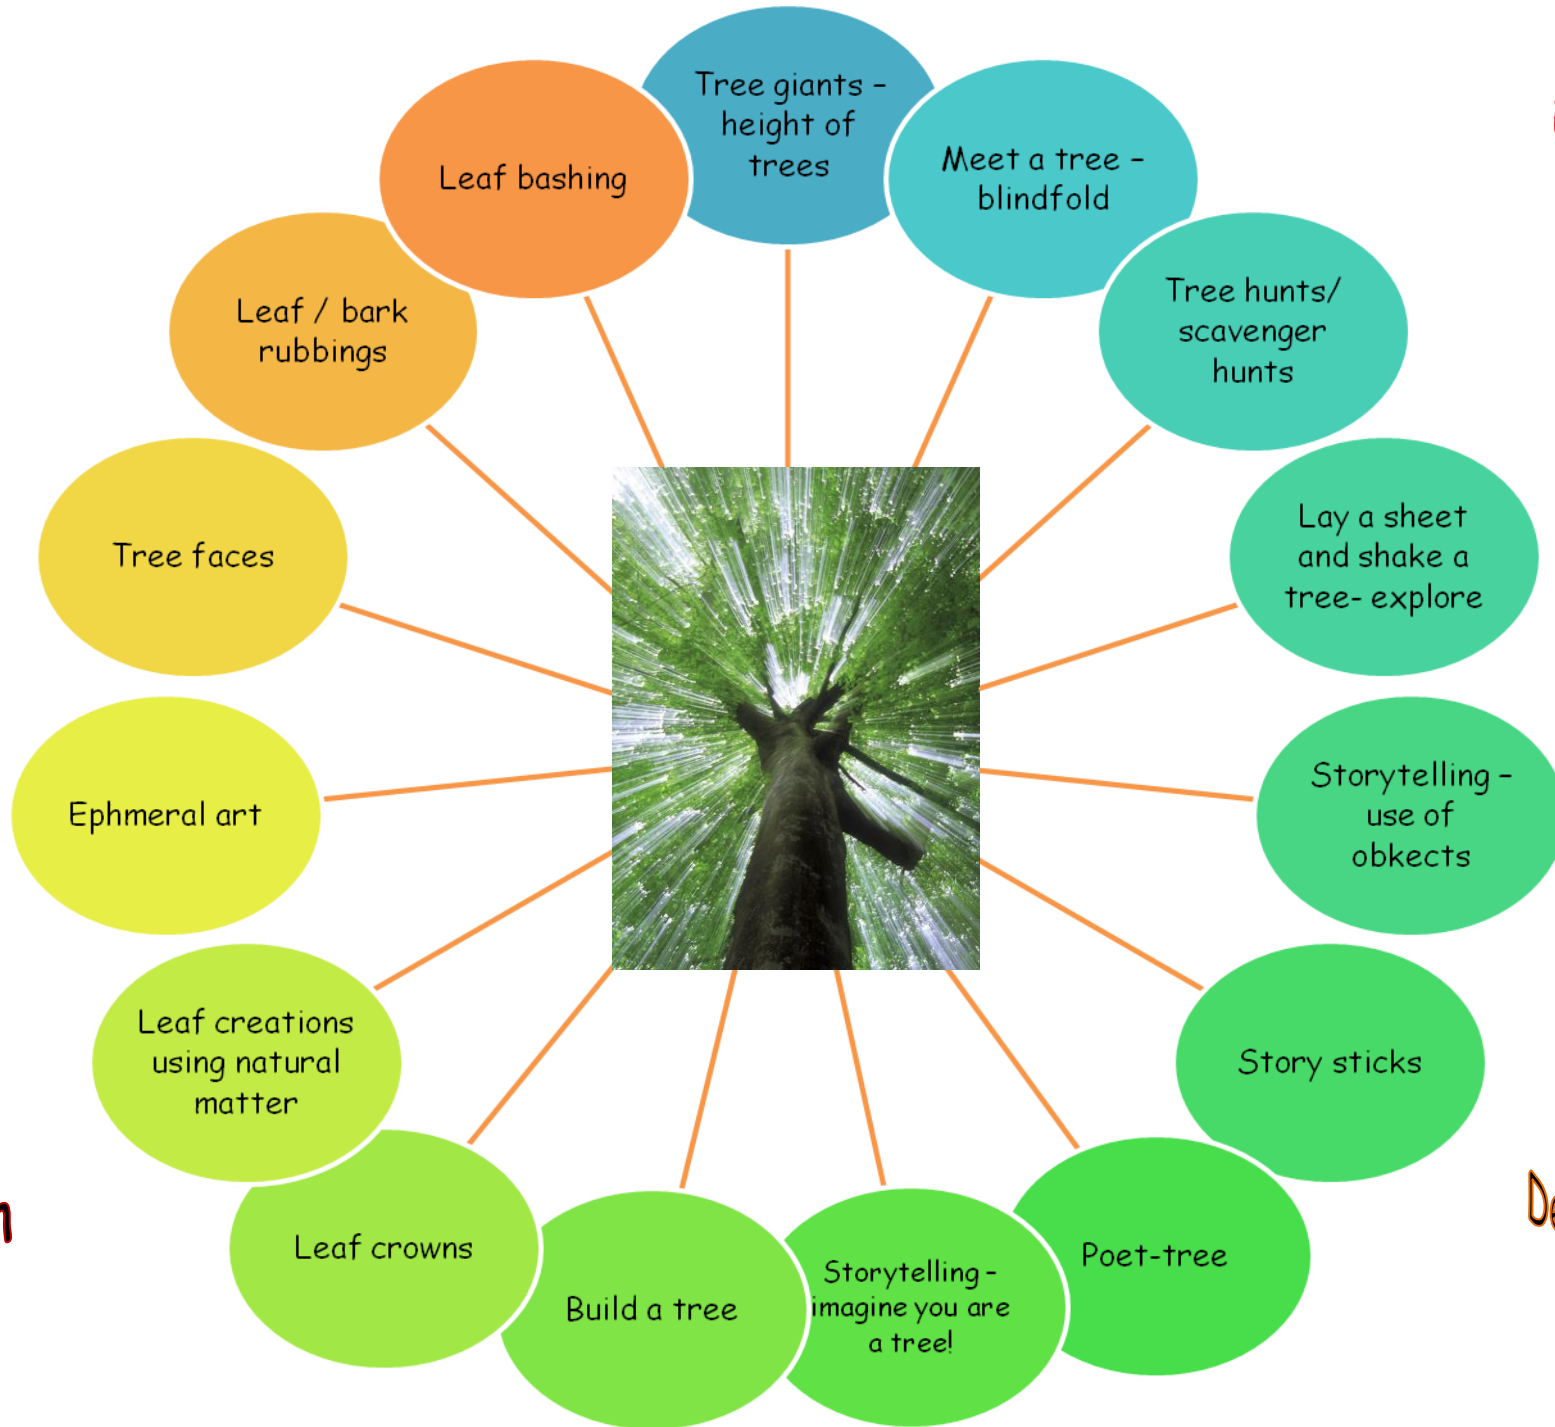 Tree giants –
height of
trees
Meet a tree –
blindfold
Tree hunts/
scavenger
hunts
Lay a sheet
and shake a
tree- explore
Storytelling –
use of
obkects
Story sticks
Poet-tree
Storytelling –
imagine you are
a tree!
Build a tree
Leaf crowns
Leaf creations
using natural
matter
Ephmeral art
Tree faces
Leaf / bark
rubbings
Leaf bashing